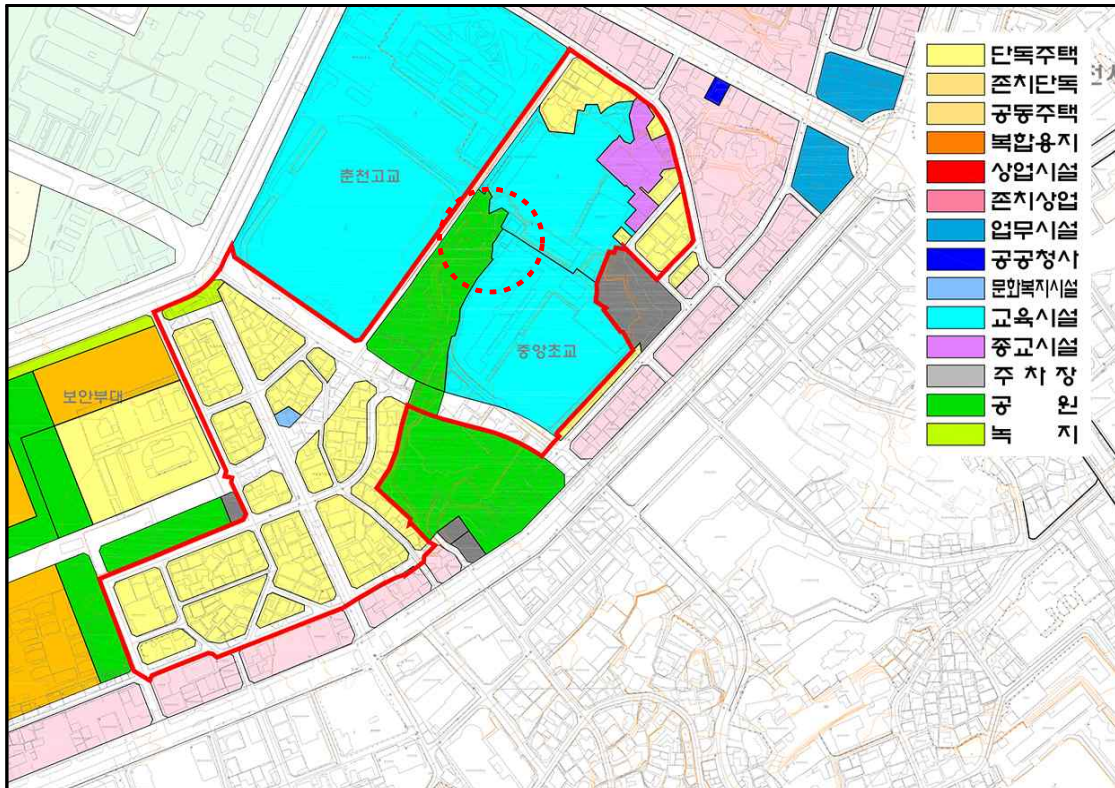 단독주택
존치단독
공동주택
복합용지
상업시설
존치상업
업무시설
공공청사
문화복지시설
교육시설
종교시설
주 차 장
공 원
녹 지
춘천고교
중앙초교
보안부대